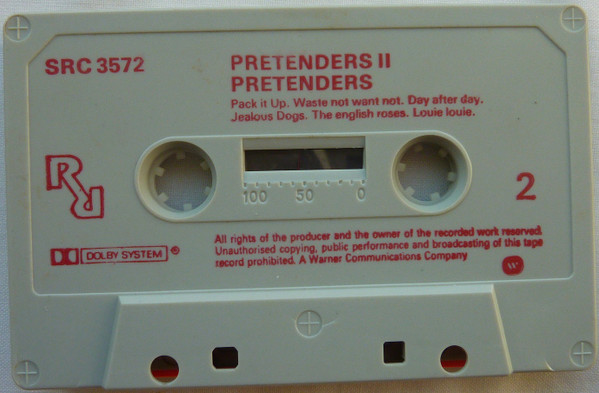 SRC 3572
PRETENDERS II
PRETENDERS
Pack it Up. Waste not want not. Day after day.
Jealous Dogs. The english roses. Louie louie.
100 50 0
2
DOLBY SYSTEM ®
All rights of the producer and the owner of the recorded work reserved.
Unauthorised copying, public performance and broadcasting of this tape
record prohibited. A Warner Communications Company